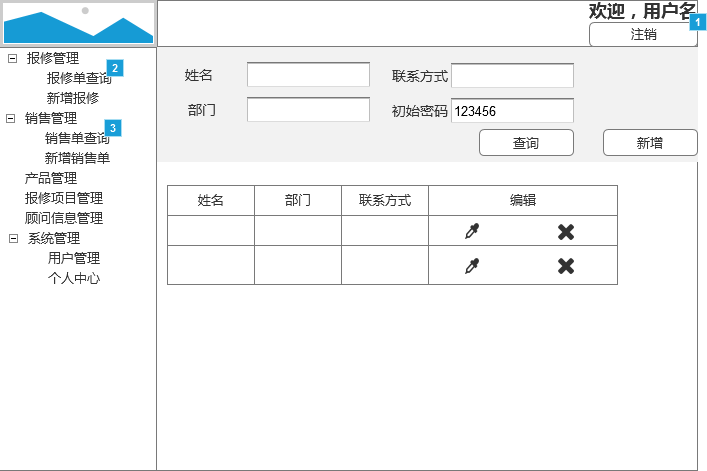 欢迎，用户名
1
注销
报修管理
报修单查询
2
新增报修
销售管理
销售单查询
3
新增销售单
产品管理
报修项目管理
顾问信息管理
系统管理
用户管理
个人中心
姓名 联系方式
部门 初始密码 123456
查询 新增
姓名 部门 联系方式 编辑